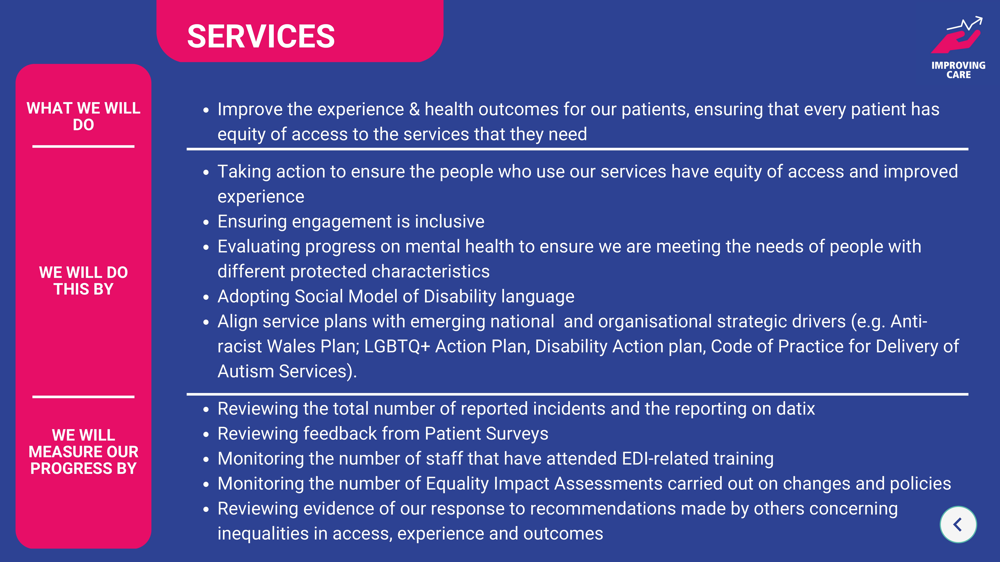 SERVICES
IMPROVING
CARE
WHAT WE WILL
DO
• Improve the experience & health outcomes for our patients, ensuring that every patient has
equity of access to the services that they need
WE WILL DO
THIS BY
• Taking action to ensure the people who use our services have equity of access and improved
experience
• Ensuring engagement is inclusive
• Evaluating progress on mental health to ensure we are meeting the needs of people with
different protected characteristics
• Adopting Social Model of Disability language
• Align service plans with emerging national  and organisational strategic drivers (e.g. Anti-
racist Wales Plan; LGBTQ+ Action Plan, Disability Action plan, Code of Practice for Delivery of
Autism Services).
WE WILL
MEASURE OUR
PROGRESS BY
• Reviewing the total number of reported incidents and the reporting on datix
• Reviewing feedback from Patient Surveys
• Monitoring the number of staff that have attended EDI-related training
• Monitoring the number of Equality Impact Assessments carried out on changes and policies
• Reviewing evidence of our response to recommendations made by others concerning
inequalities in access, experience and outcomes